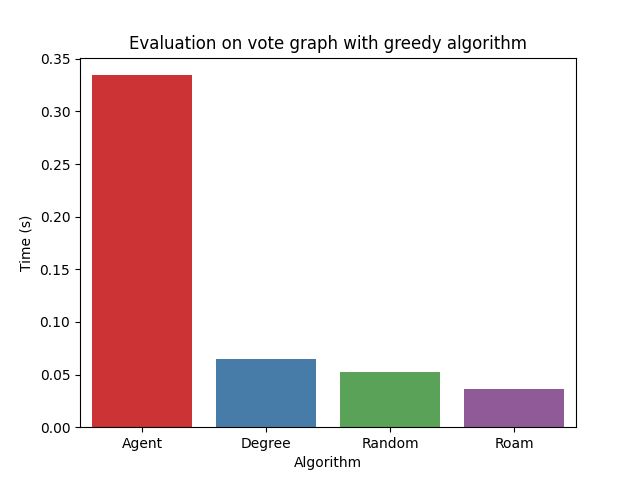 Evaluation on vote graph with greedy algorithm
0.35
0.30
0.25
0.20
0.15
0.10
0.05
0.00
Time (s)
Agent Degree Random Roam
Algorithm